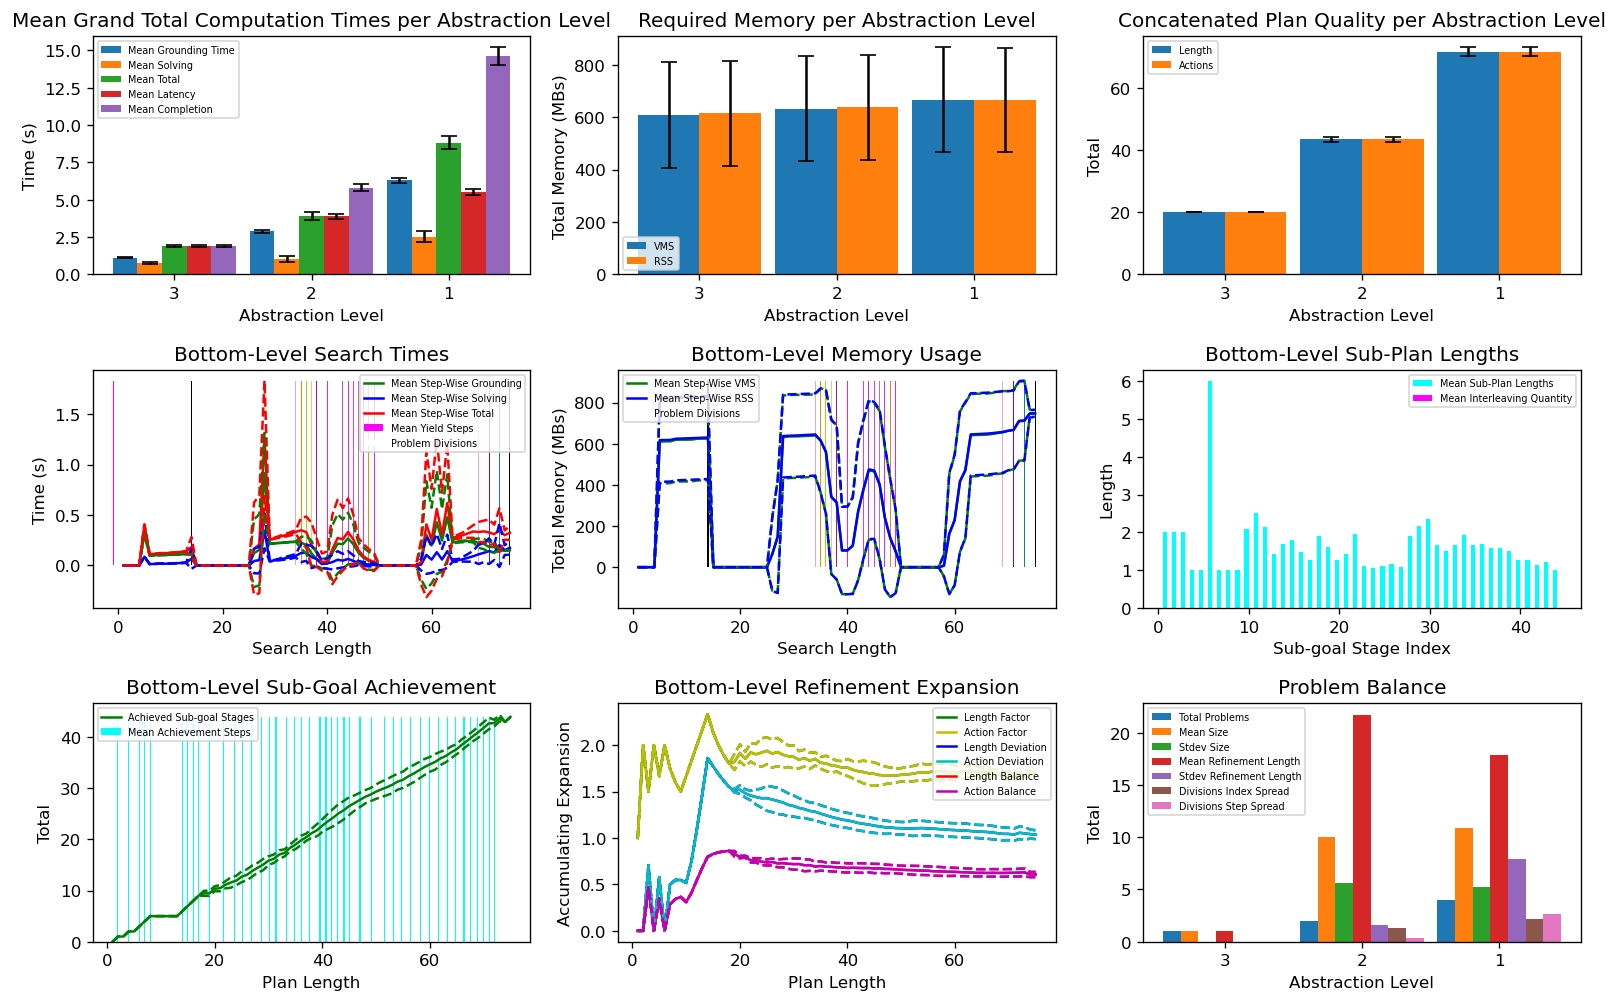 Mean Grand Total Computation Times per Abstraction Level
Time (s)
15.0
12.5
10.0
7.5
5.0
2.5
0.0
Mean Grounding Time
Mean Solving
Mean Total
Mean Latency
Mean Completion
3
2
1
Abstraction Level
Required Memory per Abstraction Level
Total Memory (MBs)
800
600
400
200
0
VMS
RSS
3
2
1
Abstraction Level
Concatenated Plan Quality per Abstraction Level
Total
60
40
20
0
Length
Actions
3
2
1
Abstraction Level
Bottom-Level Search Times
Time (s)
1.5
1.0
0.5
0.0
Mean Step-Wise Grounding
Mean Step-Wise Solving
Mean Step-Wise Total
Mean Yield Steps
Problem Divisions
0
20
40
60
Search Length
Bottom-Level Memory Usage
Total Memory (MBs)
800
600
400
200
0
Mean Step-Wise VMS
Mean Step-Wise RSS
Problem Divisions
0
20
40
60
Search Length
Bottom-Level Sub-Plan Lengths
Length
6
5
4
3
2
1
0
Mean Sub-Plan Lengths
Mean Interleaving Quantity
0
10
20
30
40
Sub-goal Stage Index
Bottom-Level Sub-Goal Achievement
Total
40
30
20
10
0
Achieved Sub-goal Stages
Mean Achievement Steps
0
20
40
60
Plan Length
Bottom-Level Refinement Expansion
Accumulating Expansion
2.0
1.5
1.0
0.5
0.0
Length Factor
Action Factor
Length Deviation
Action Deviation
Length Balance
Action Balance
0
20
40
60
Plan Length
Problem Balance
Total
20
15
10
5
0
Total Problems
Mean Size
Stdev Size
Mean Refinement Length
Stdev Refinement Length
Divisions Index Spread
Divisions Step Spread
3
2
1
Abstraction Level